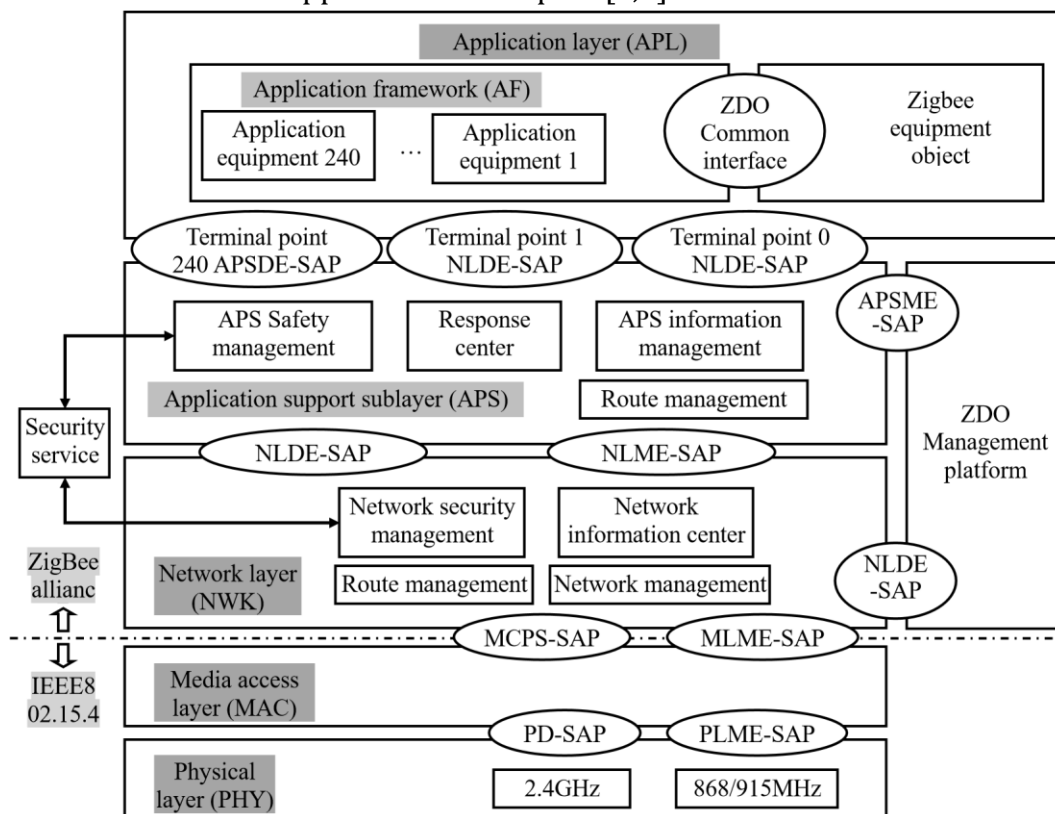 Application layer (APL)
Application framework (AF)
Application
equipment 240
...
Application
equipment 1
ZDO
Common
interface
Zigbee
equipment
object
Terminal point
240 APSDE-SAP
Terminal point 1
NLDE-SAP
Terminal point 0
NLDE-SAP
APSME
-SAP
APS Safety
management
Response
center
APS information
management
Application support sublayer (APS)
Route management
Security
service
ZDO
Management
platform
NLDE-SAP
NLME-SAP
Network security
management
Network
information center
ZigBee
allianc
Network layer
(NWK)
Route management
Network management
NLDE
-SAP
MCPS-SAP
MLME-SAP
IEEE8
02.15.4
Media access
layer (MAC)
PD-SAP
PLME-SAP
Physical
layer (PHY)
2.4GHz
868/915MHz